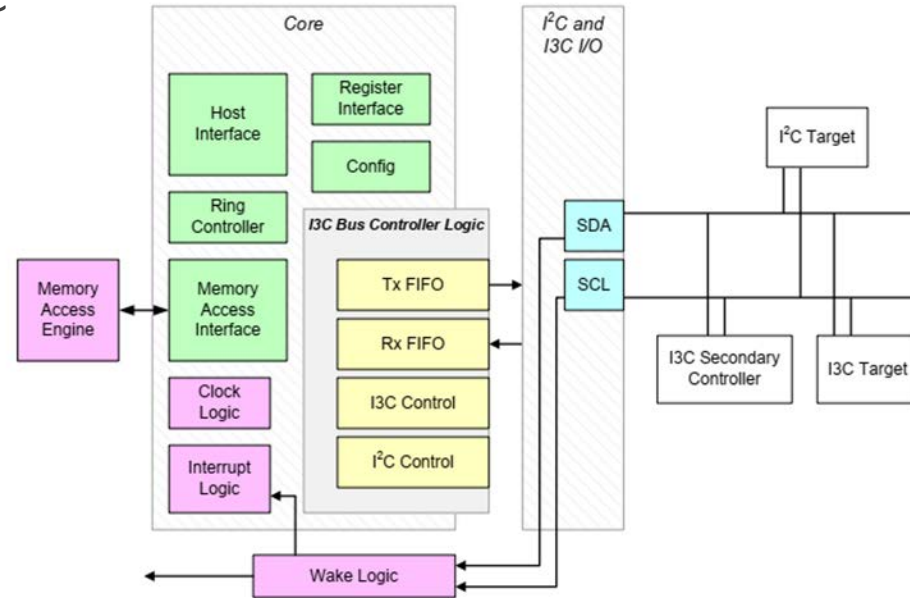 Core
I²C and
I3C I/O
Host
Interface
Register
Interface
Config
Ring
Controller
I3C Bus Controller Logic
Memory
Access
Engine
Memory
Access
Interface
Tx FIFO
Rx FIFO
I3C Control
I²C Control
Clock
Logic
Interrupt
Logic
Wake Logic
SDA
SCL
I²C Target
I3C Secondary
Controller
I3C Target